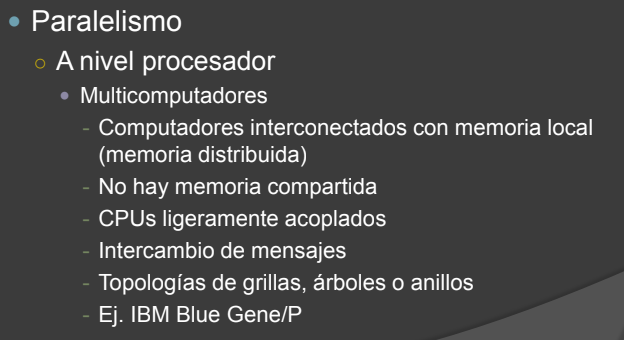 • Paralelismo
○ A nivel procesador
• Multicomputadores
- Computadores interconectados con memoria local
(memoria distribuida)
- No hay memoria compartida
- CPUs ligeramente acoplados
- Intercambio de mensajes
- Topologías de grillas, árboles o anillos
- Ej. IBM Blue Gene/P